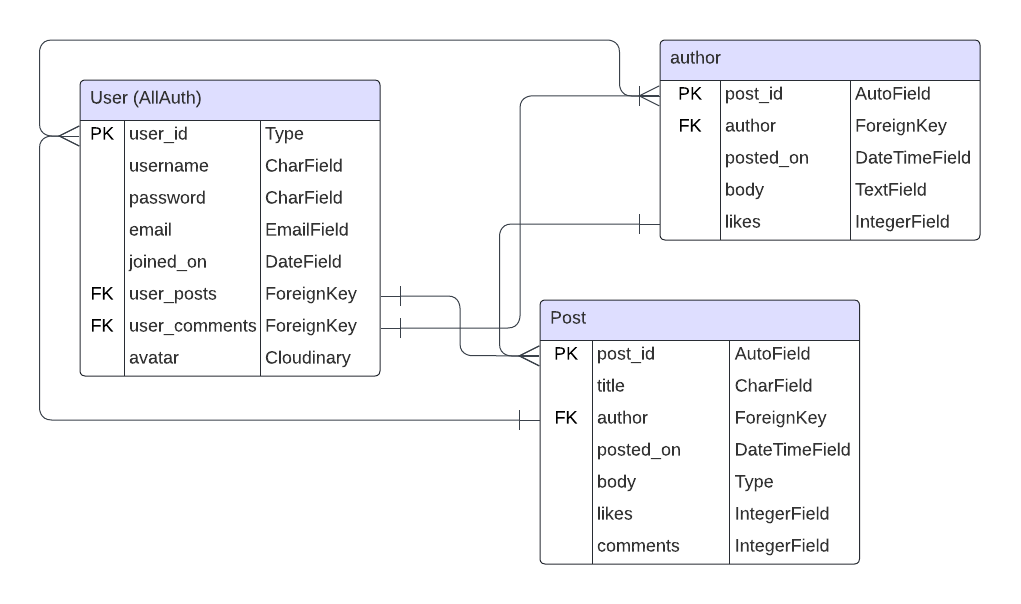 User (AllAuth)
PK user_id Type
username CharField
password CharField
email EmailField
joined_on DateField
FK user_posts ForeignKey
FK user_comments ForeignKey
avatar Cloudinary
author
PK post_id AutoField
FK author ForeignKey
posted_on DateTimeField
body TextField
likes IntegerField
Post
PK post_id AutoField
title CharField
FK author ForeignKey
posted_on DateTimeField
body Type
likes IntegerField
comments IntegerField